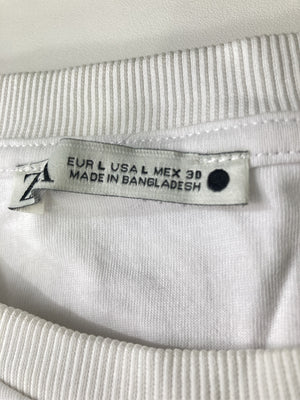 ZA
EUR L USA L MEX 30
MADE IN BANGLADESH